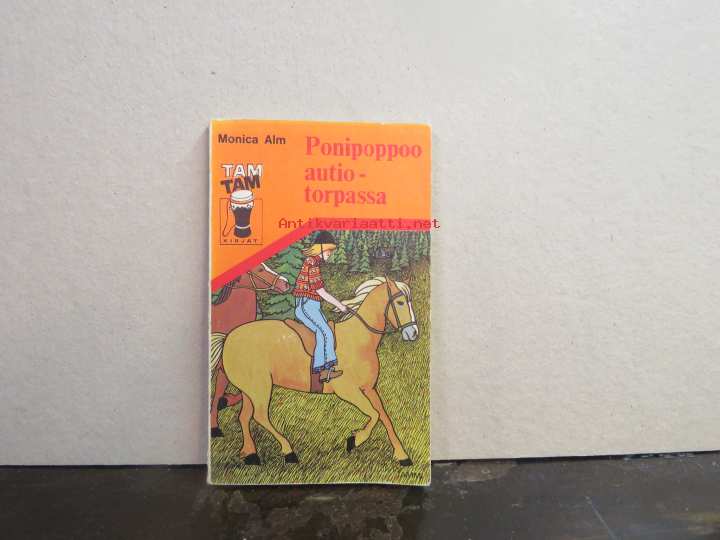 Monica Alm
Ponipoppoo
autio-
torpassa
TAM
TAM
KIRJAT
Antikvariaatti.net